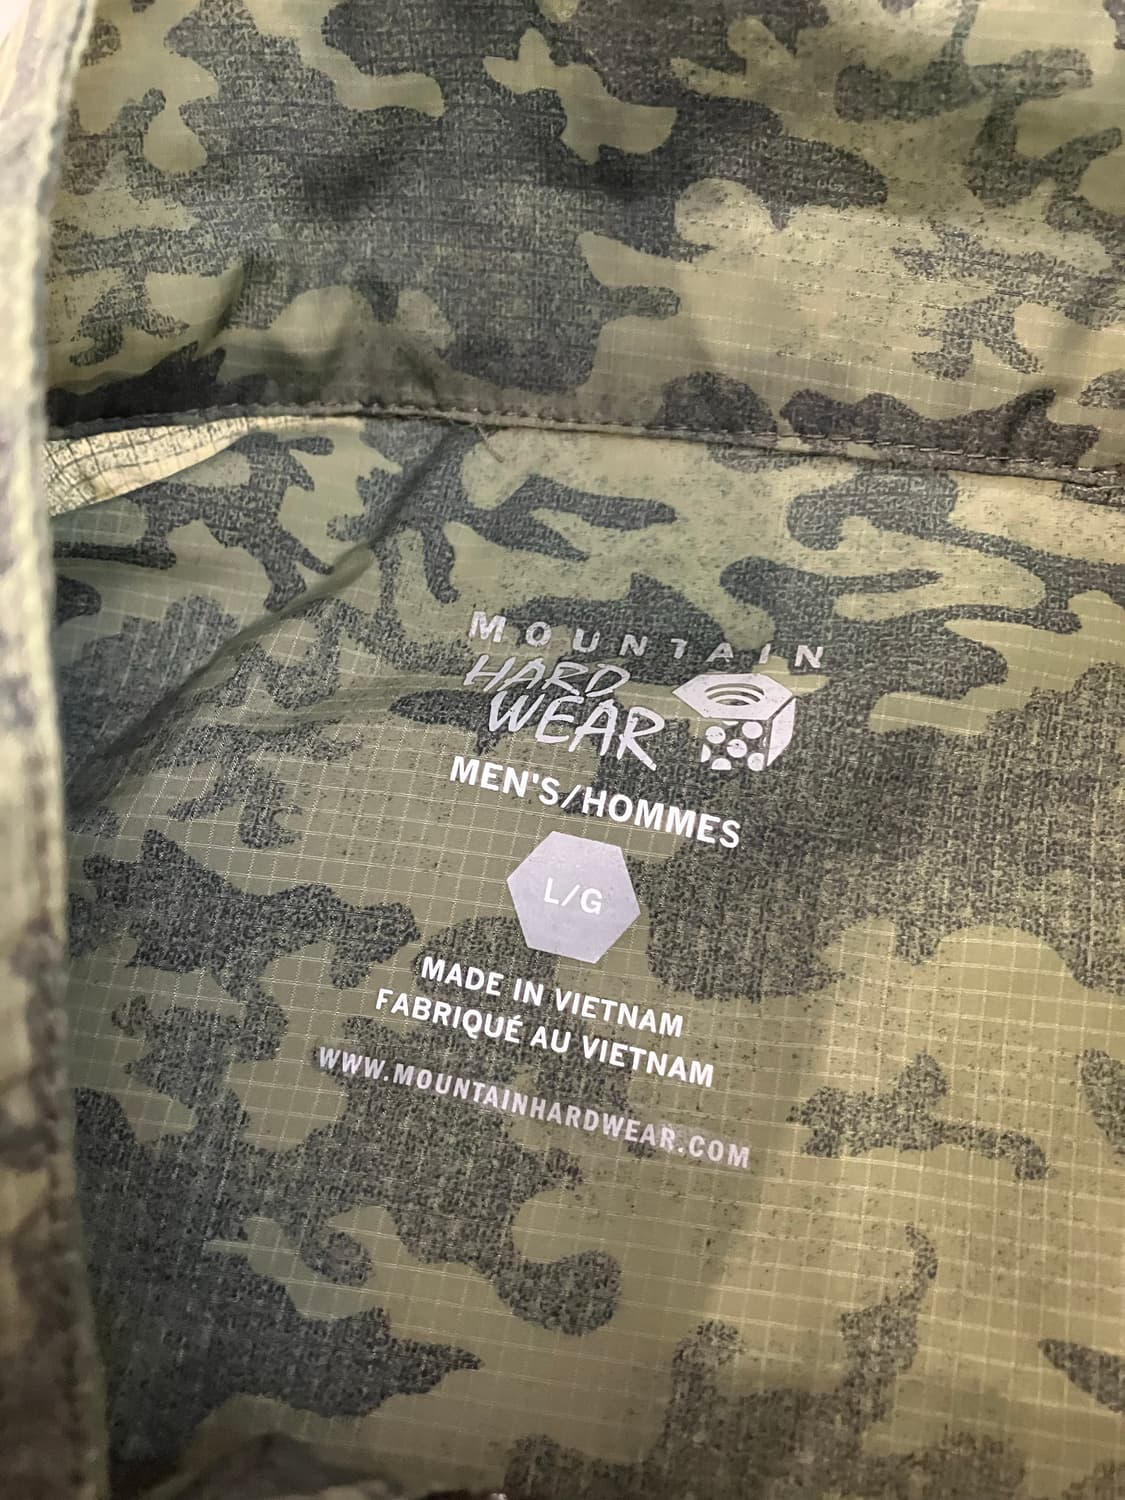 MOUNTAIN
HARD
WEAR
MEN'S/HOMMES
L/G
MADE IN VIETNAM
FABRIQUÉ AU VIETNAM
WWW.MOUNTAINHARDWEAR.COM